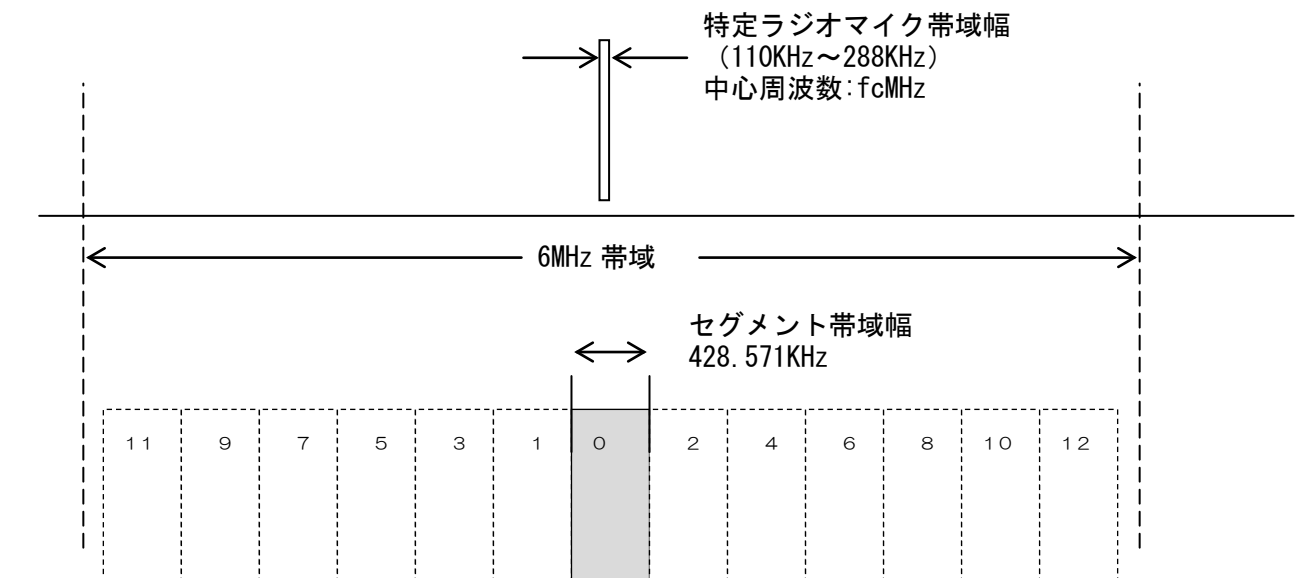 特定ラジオマイク帯域幅
（110KHz～288KHz）
中心周波数:fcMHz
6MHz 帯域
セグメント帯域幅
428.571KHz
11 9 7 5 3 1 0 2 4 6 8 10 12